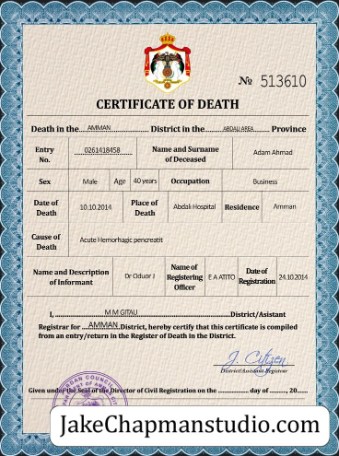 № 513610
CERTIFICATE OF DEATH
Death in the AMMAN District in the ABDALI AREA Province
Entry No. 0261418458 Name and Surname of Deceased Adam Ahmad
Sex Male Age 40 years Occupation Business
Date of Death 10.10.2014 Place of Death Abdali Hospital Residence Amman
Cause of Death Acute Hemorhagic pencreatit
Name and Description of Informant Dr Oduor J Name of Registering Officer E A ATITO Date of Registration 24.10.2014
I, M M GITAU District/Asistant
Registrar for AMMAN District, hereby certify that this certificate is compiled
from an entry/return in the Register of Death in the District.
J. Citizen
District/Assistant Registrar
Given under the Seal of the Director of Civil Registration on the day of , 20
JakeChapmanstudio.com